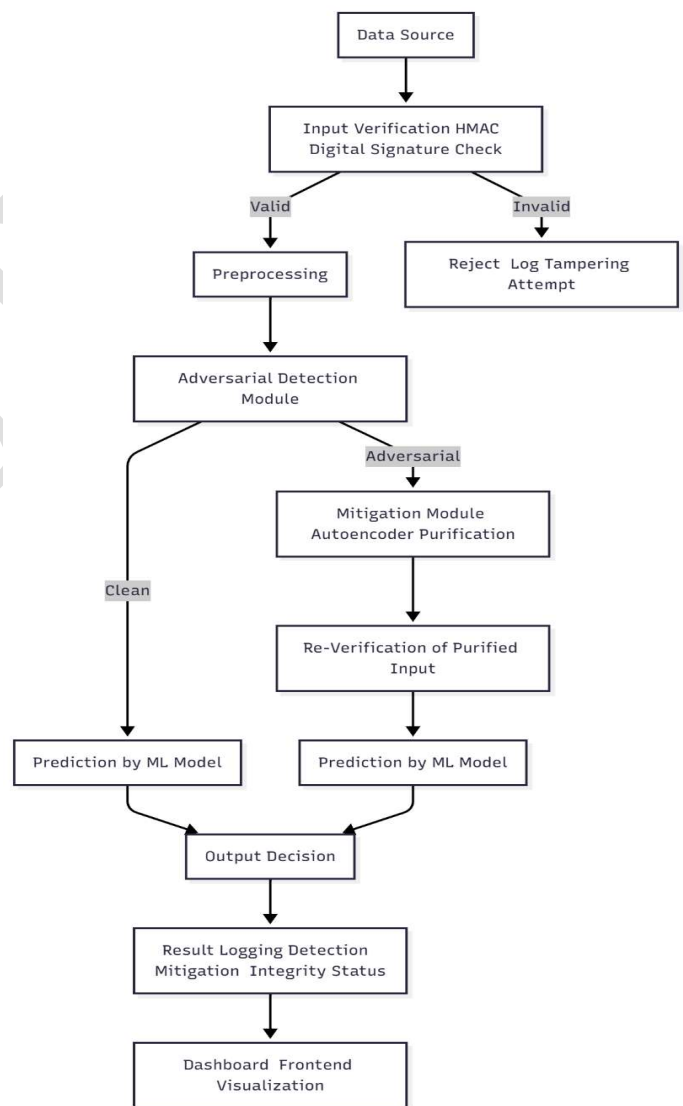 Data Source
Input Verification HMAC
Digital Signature Check
Valid
Invalid
Preprocessing
Reject Log Tampering
Attempt
Adversarial Detection
Module
Adversarial
Mitigation Module
Autoencoder Purification
Clean
Re-Verification of Purified
Input
Prediction by ML Model
Prediction by ML Model
Output Decision
Result Logging Detection
Mitigation Integrity Status
Dashboard Frontend
Visualization